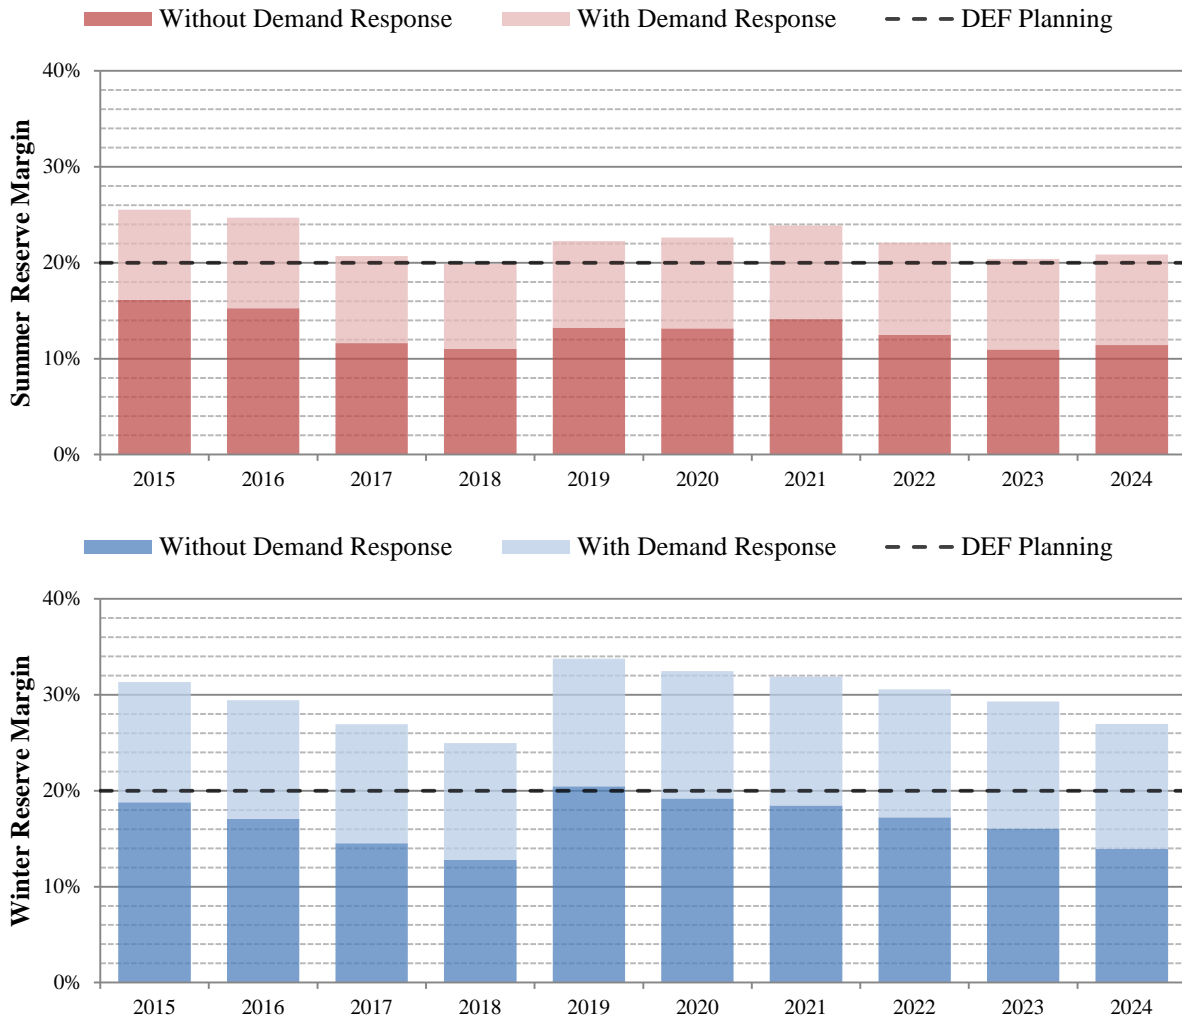 Without Demand Response With Demand Response DEF Planning
Summer Reserve Margin
40%
30%
20%
10%
0%
2015 2016 2017 2018 2019 2020 2021 2022 2023 2024
Without Demand Response With Demand Response DEF Planning
Winter Reserve Margin
40%
30%
20%
10%
0%
2015 2016 2017 2018 2019 2020 2021 2022 2023 2024